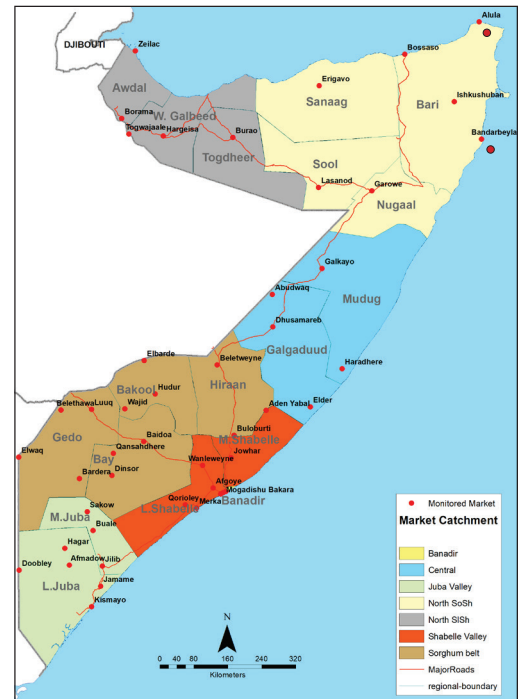 Alula
DJIBOUTI
Zeilac
Bossaso
Awdal
Erigavo
Sanaag
Bari
Ishkushuban
Borama
W. Galbeed
Togwajaale
Hargeisa
Burao
Bandarbeyla
Togdheer
Sool
Lasanod
Garowe
Nugaal
Galkayo
Abudwaq
Mudug
Dhusamareb
Galgaduud
Elbarde
Beletweyne
Haradhere
Bakool
Hudur
Hiraan
Belethawa
Luuq
Wajid
Aden Yabal
Elder
Gedo
Baidoa
Buloburti
M.Shabelle
Elwaq
Qansahdhere
Bay
Jowhar
Wanleweyne
Bardera
Dinsor
Afgoye
Mogadishu Bakara
Qorioley
Merka
Banadir
L.Shabelle
Sakow
M.Juba
Buale
Hagar
Doobley
Afmadow
Jilib
L.Juba
Jamame
Kismayo
N
0 40 80 160 240 320
Kilometers
Monitored Market
Market Catchment
Banadir
Central
Juba Valley
North SoSh
North SlSh
Shabelle Valley
Sorghum belt
MajorRoads
regional-boundary